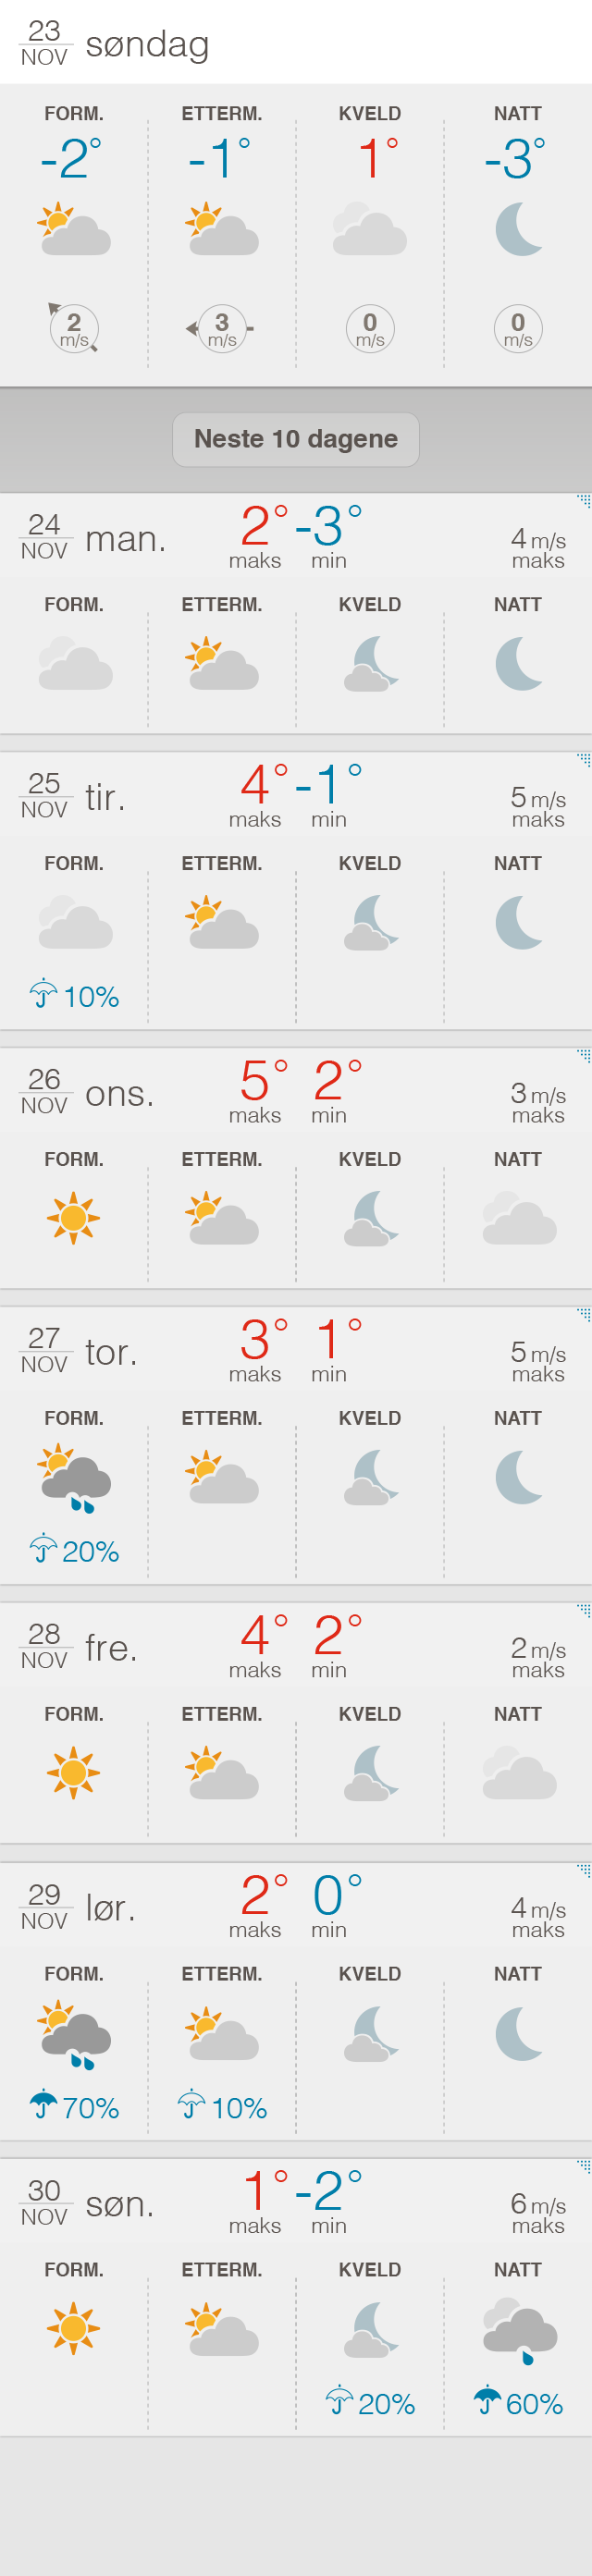 23
NOV
søndag
FORM. ETTERM. KVELD NATT
-2° -1° 1° -3°
2 3 0 0
m/s m/s m/s m/s
Neste 10 dagene
24
NOV
man.
2° -3°
maks min
4 m/s
maks
FORM. ETTERM. KVELD NATT
25
NOV
tir.
4° -1°
maks min
5 m/s
maks
FORM. ETTERM. KVELD NATT
10%
26
NOV
ons.
5° 2°
maks min
3 m/s
maks
FORM. ETTERM. KVELD NATT
27
NOV
tor.
3° 1°
maks min
5 m/s
maks
FORM. ETTERM. KVELD NATT
20%
28
NOV
fre.
4° 2°
maks min
2 m/s
maks
FORM. ETTERM. KVELD NATT
29
NOV
lør.
2° 0°
maks min
4 m/s
maks
FORM. ETTERM. KVELD NATT
70% 10%
30
NOV
søn.
1° -2°
maks min
6 m/s
maks
FORM. ETTERM. KVELD NATT
20% 60%